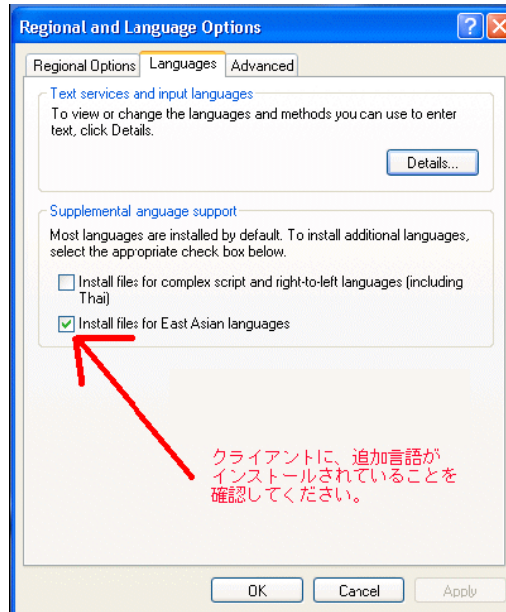 Regional and Language Options
Regional Options
Languages
Advanced
Text services and input languages
To view or change the languages and methods you can use to enter
text, click Details.
Details...
Supplemental anguage support
Most languages are installed by default. To install additional languages,
select the appropriate check box below.
Install files for complex script and right-to-left languages (including
Thai)
Install files for East Asian languages
クライアントに、追加言語が
インストールされていることを
確認してください。
OK
Cancel
Apply